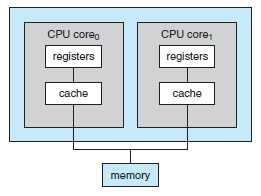 CPU core₀ CPU core₁
registers registers
cache cache
memory